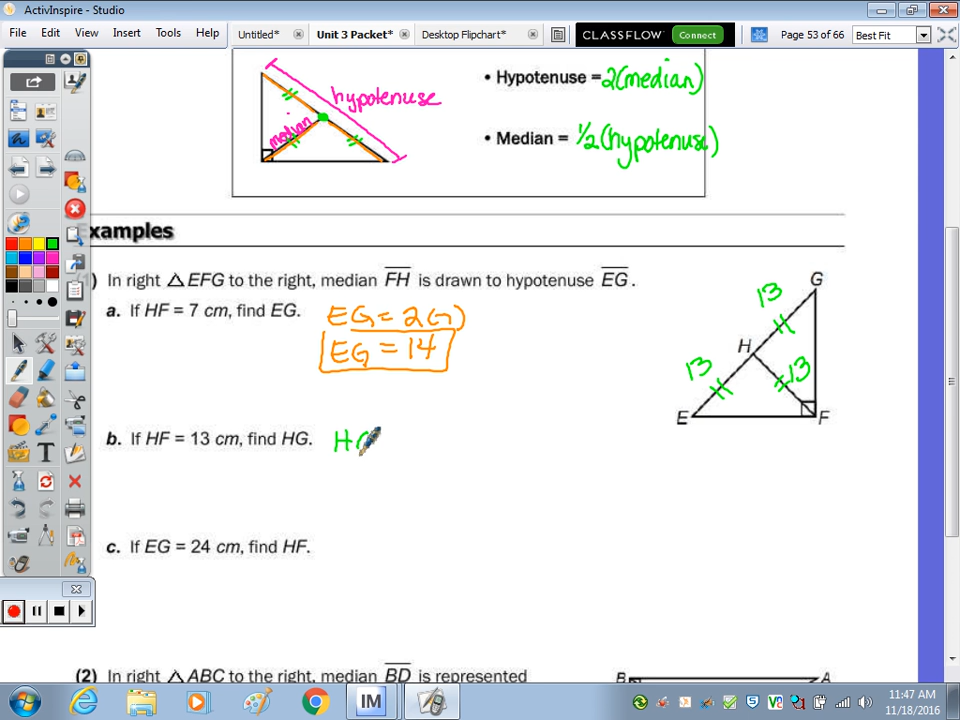 ActivInspire - Studio
File Edit View Insert Tools Help
Untitled* Unit 3 Packet* Desktop Flipchart*
CLASSFLOW Connect
Page 53 of 66 Best Fit
hypotenuse
median
• Hypotenuse = 2(median)
• Median = 1/2(hypotenuse)
xamples
) In right △EFG to the right, median FH is drawn to hypotenuse EG.
a. If HF = 7 cm, find EG.
EG = 2(7)
EG = 14
G
13
H
13
13
E
F
b. If HF = 13 cm, find HG.
H
c. If EG = 24 cm, find HF.
(2) In right △ABC to the right, median BD is represented
B A
IM
11:47 AM
11/18/2016